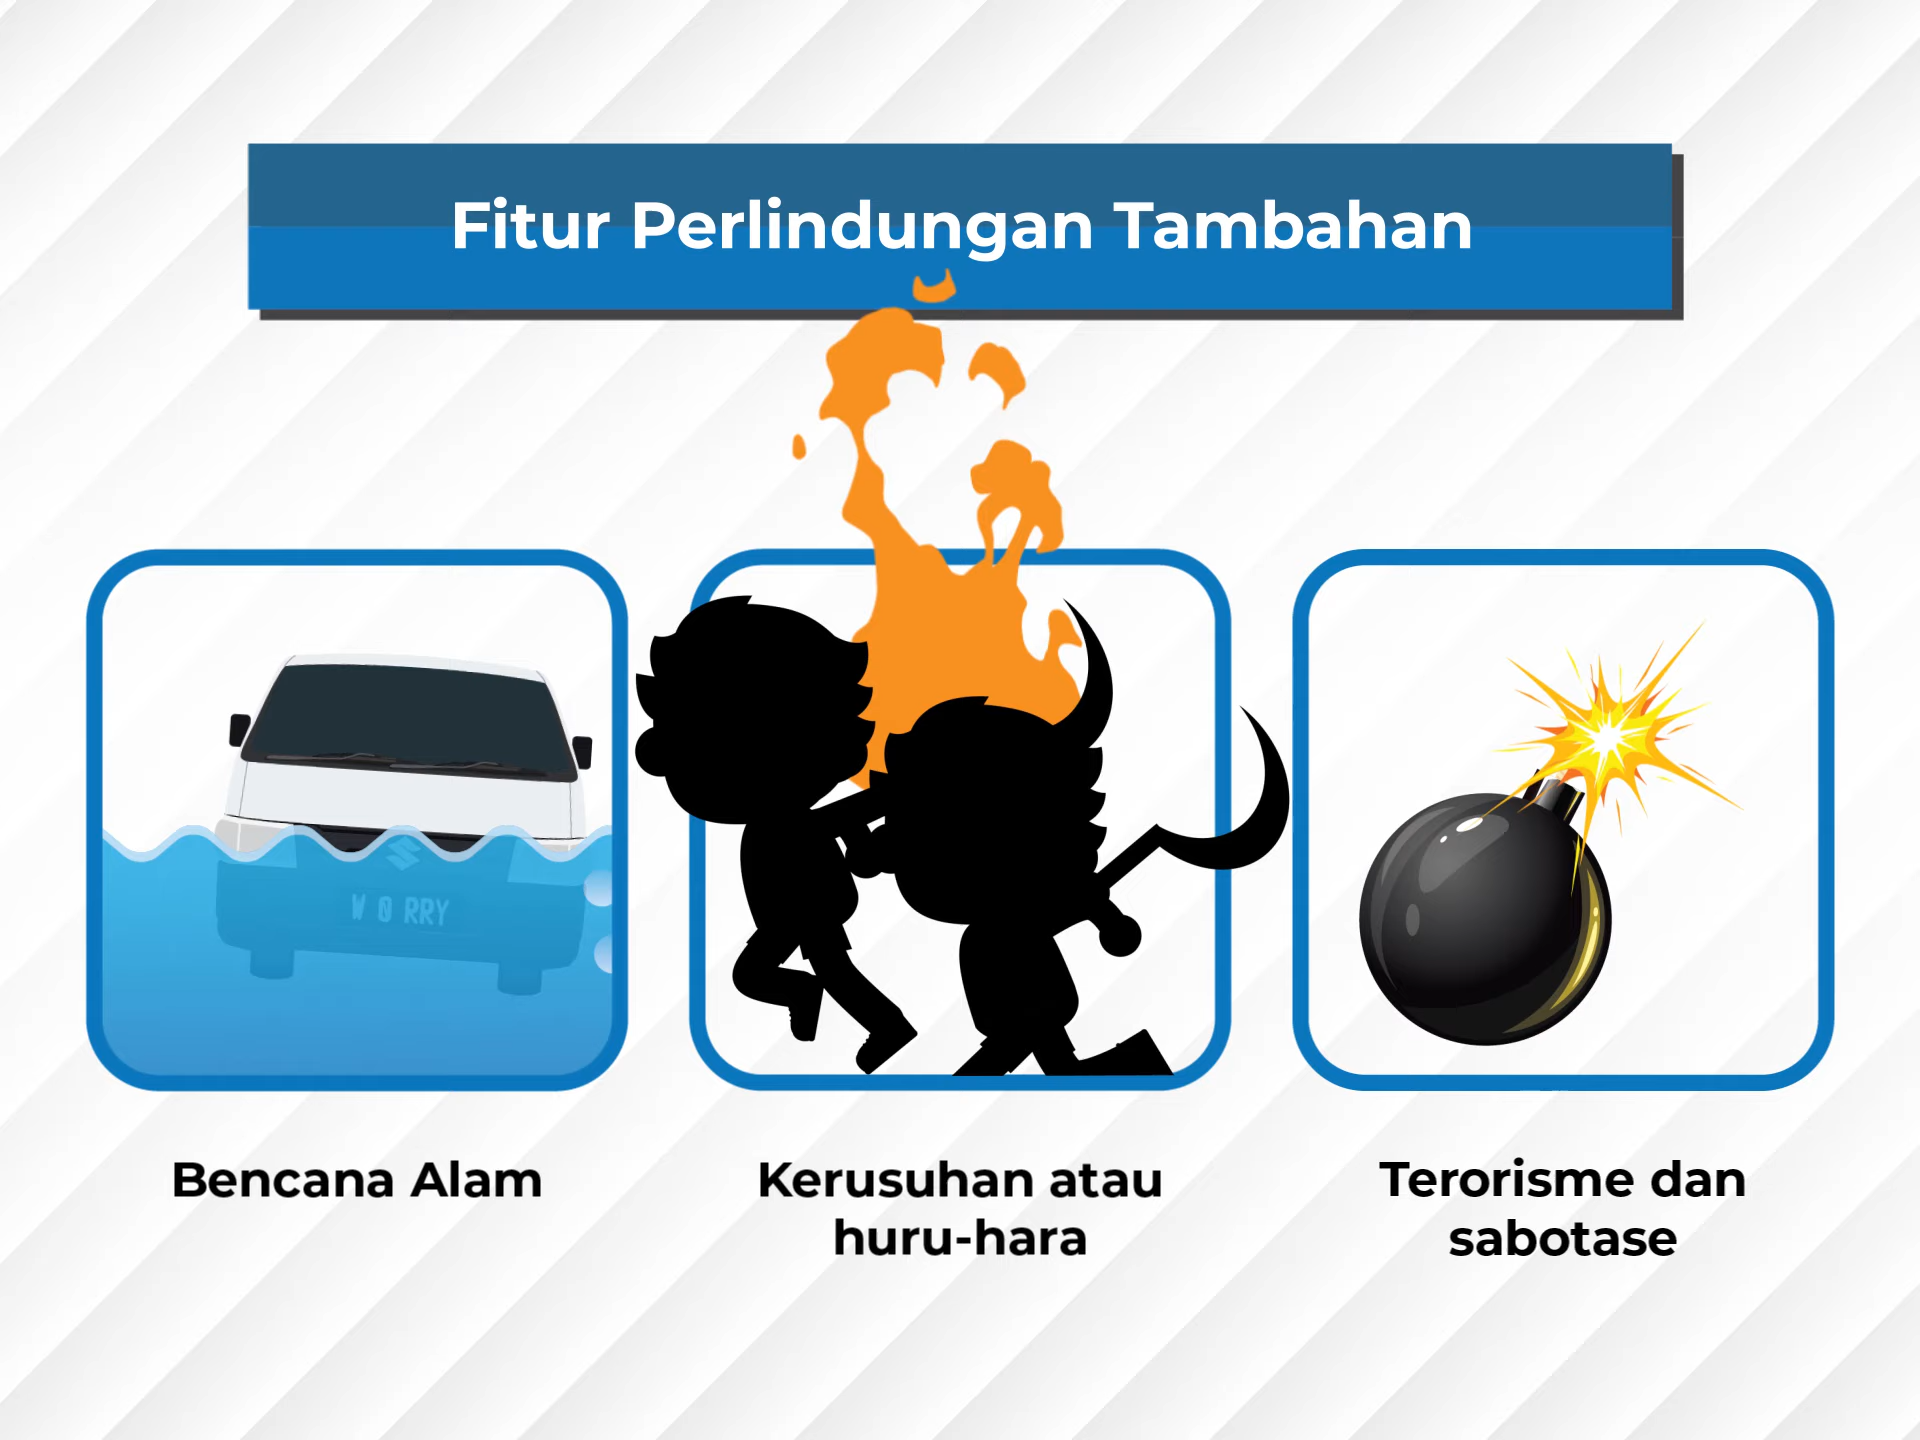 Fitur Perlindungan Tambahan
W 0 RRY
Bencana Alam
Kerusuhan atau
huru-hara
Terorisme dan
sabotase